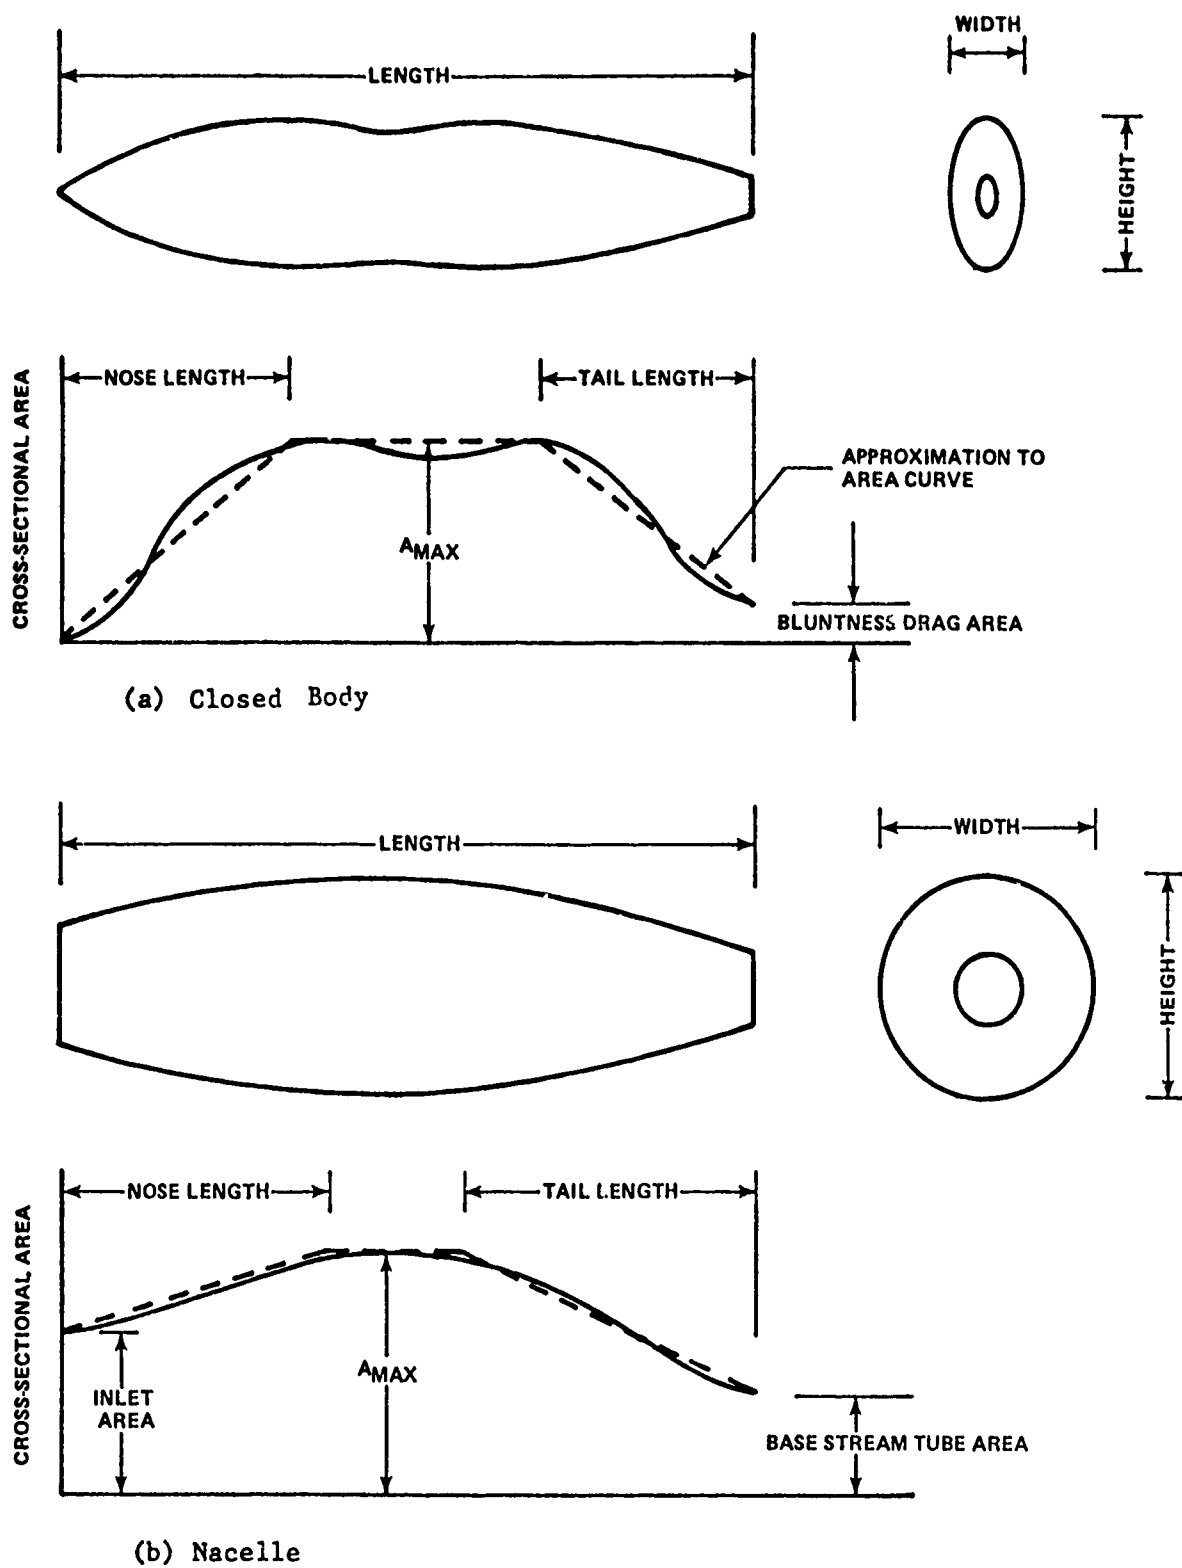 WIDTH
LENGTH
HEIGHT
NOSE LENGTH
TAIL LENGTH
CROSS-SECTIONAL AREA
APPROXIMATION TO
AREA CURVE
AMAX
BLUNTNESS DRAG AREA
(a) Closed Body
LENGTH
WIDTH
HEIGHT
NOSE LENGTH
TAIL LENGTH
CROSS-SECTIONAL AREA
AMAX
INLET
AREA
BASE STREAM TUBE AREA
(b) Nacelle